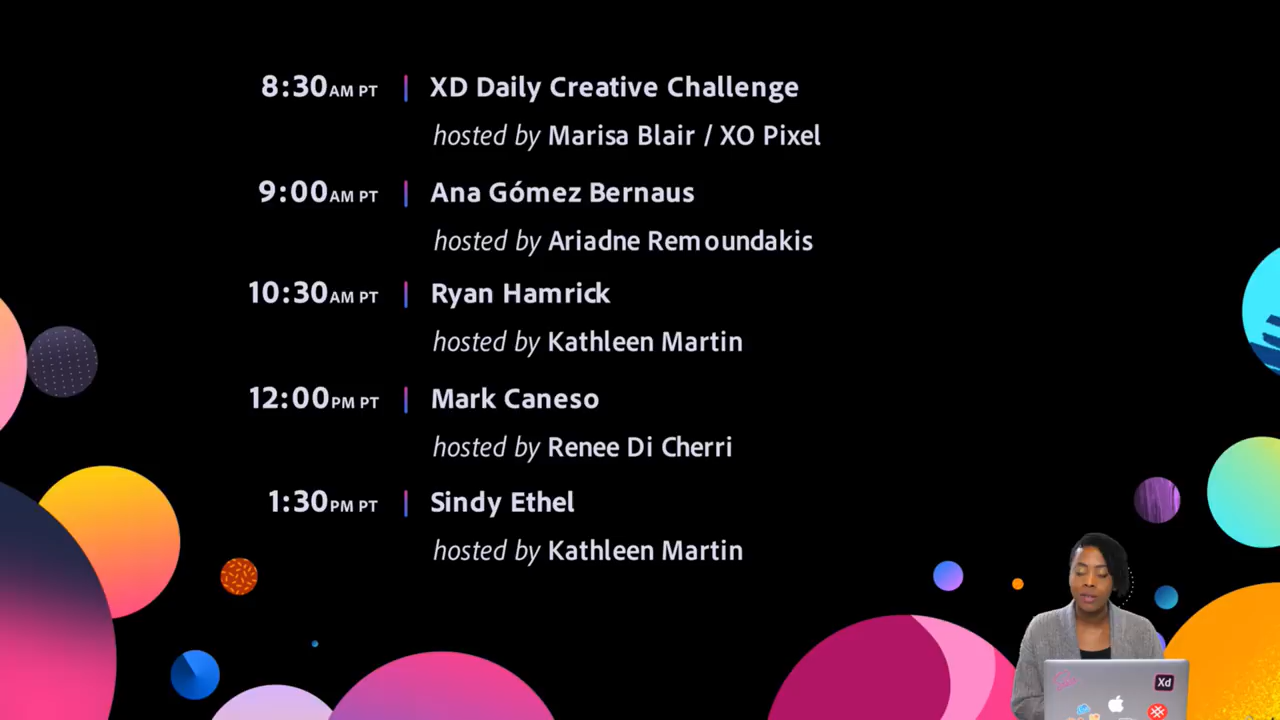 8:30AM PT | XD Daily Creative Challenge
hosted by Marisa Blair / XO Pixel
9:00AM PT | Ana Gómez Bernaus
hosted by Ariadne Remoundakis
10:30AM PT | Ryan Hamrick
hosted by Kathleen Martin
12:00PM PT | Mark Caneso
hosted by Renee Di Cherri
1:30PM PT | Sindy Ethel
hosted by Kathleen Martin
Xd